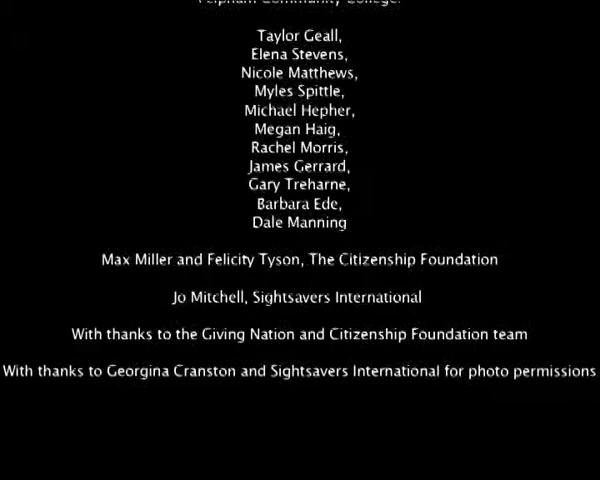 Community College:
Taylor Geall,
Elena Stevens,
Nicole Matthews,
Myles Spittle,
Michael Hepher,
Megan Haig,
Rachel Morris,
James Gerrard,
Gary Treharne,
Barbara Ede,
Dale Manning
Max Miller and Felicity Tyson, The Citizenship Foundation
Jo Mitchell, Sightsavers International
With thanks to the Giving Nation and Citizenship Foundation team
With thanks to Georgina Cranston and Sightsavers International for photo permissions